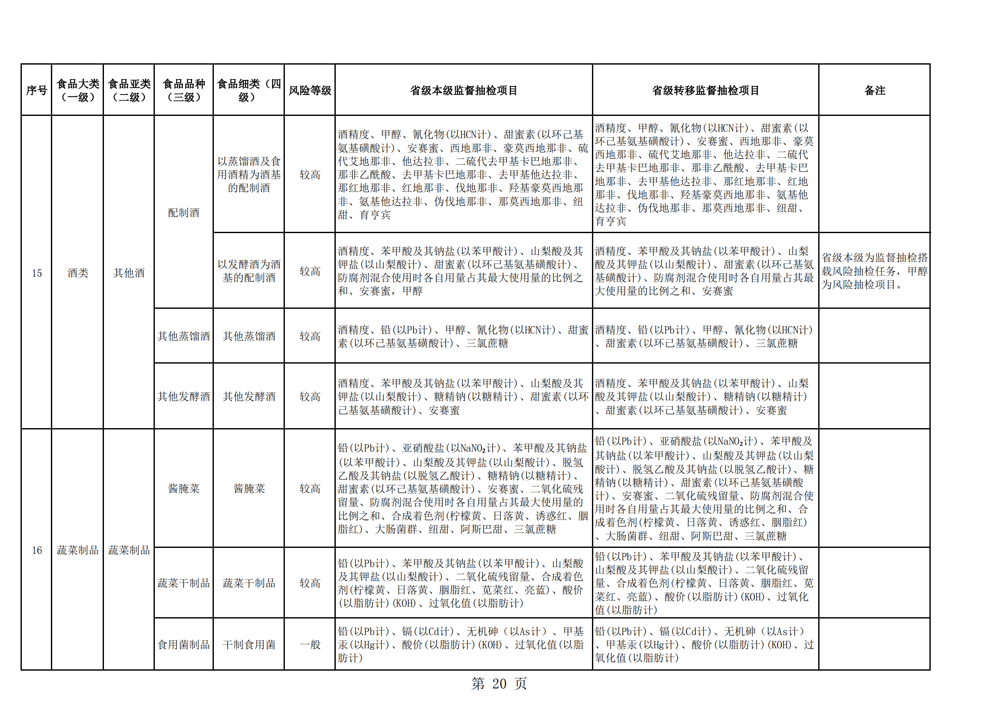 序号
食品大类
（一级）
食品亚类
（二级）
食品品种
（三级）
食品细类（四
级）
风险等级
省级本级监督抽检项目
省级转移监督抽检项目
备注
15
酒类
其他酒
配制酒
以蒸馏酒及食
用酒精为酒基
的配制酒
较高
酒精度、甲醇、氰化物(以HCN计)、甜蜜素(以环己基
氨基磺酸计)、安赛蜜、西地那非、豪莫西地那非、硫
代艾地那非、他达拉非、二硫代去甲基卡巴地那非、
那非乙酰酸、去甲基卡巴地那非、去甲基他达拉非、
那红地那非、红地那非、伐地那非、羟基豪莫西地那
非、氨基他达拉非、伪伐地那非、那莫西地那非、纽
甜、育亨宾
酒精度、甲醇、氰化物(以HCN计)、甜蜜素(以
环己基氨基磺酸计)、安赛蜜、西地那非、豪莫
西地那非、硫代艾地那非、他达拉非、二硫代
去甲基卡巴地那非、那非乙酰酸、去甲基卡巴
地那非、去甲基他达拉非、那红地那非、红地
那非、伐地那非、羟基豪莫西地那非、氨基他
达拉非、伪伐地那非、那莫西地那非、纽甜、
育亨宾
以发酵酒为酒
基的配制酒
较高
酒精度、苯甲酸及其钠盐(以苯甲酸计)、山梨酸及其
钾盐(以山梨酸计)、甜蜜素(以环己基氨基磺酸计)、
防腐剂混合使用时各自用量占其最大使用量的比例之
和、安赛蜜，甲醇
酒精度、苯甲酸及其钠盐(以苯甲酸计)、山梨
酸及其钾盐(以山梨酸计)、甜蜜素(以环己基氨
基磺酸计)、防腐剂混合使用时各自用量占其最
大使用量的比例之和、安赛蜜
省级本级为监督抽检搭
载风险抽检任务，甲醇
为风险抽检项目。
其他蒸馏酒
其他蒸馏酒
较高
酒精度、铅(以Pb计)、甲醇、氰化物(以HCN计)、甜蜜
素(以环己基氨基磺酸计)、三氯蔗糖
酒精度、铅(以Pb计)、甲醇、氰化物(以HCN计)
、甜蜜素(以环己基氨基磺酸计)、三氯蔗糖
其他发酵酒
其他发酵酒
较高
酒精度、苯甲酸及其钠盐(以苯甲酸计)、山梨酸及其
钾盐(以山梨酸计)、糖精钠(以糖精计)、甜蜜素(以环
己基氨基磺酸计)、安赛蜜
酒精度、苯甲酸及其钠盐(以苯甲酸计)、山梨
酸及其钾盐(以山梨酸计)、糖精钠(以糖精计)
、甜蜜素(以环己基氨基磺酸计)、安赛蜜
16
蔬菜制品
蔬菜制品
酱腌菜
酱腌菜
较高
铅(以Pb计)、亚硝酸盐(以NaNO₂计)、苯甲酸及其钠盐
(以苯甲酸计)、山梨酸及其钾盐(以山梨酸计)、脱氢
乙酸及其钠盐(以脱氢乙酸计)、糖精钠(以糖精计)、
甜蜜素(以环己基氨基磺酸计)、安赛蜜、二氧化硫残
留量、防腐剂混合使用时各自用量占其最大使用量的
比例之和、合成着色剂(柠檬黄、日落黄、诱惑红、胭
脂红)、大肠菌群、纽甜、阿斯巴甜、三氯蔗糖
铅(以Pb计)、亚硝酸盐(以NaNO₂计)、苯甲酸及
其钠盐(以苯甲酸计)、山梨酸及其钾盐(以山梨
酸计)、脱氢乙酸及其钠盐(以脱氢乙酸计)、糖
精钠(以糖精计)、甜蜜素(以环己基氨基磺酸
计)、安赛蜜、二氧化硫残留量、防腐剂混合使
用时各自用量占其最大使用量的比例之和、合
成着色剂(柠檬黄、日落黄、诱惑红、胭脂红)
、大肠菌群、纽甜、阿斯巴甜、三氯蔗糖
蔬菜干制品
蔬菜干制品
较高
铅(以Pb计)、苯甲酸及其钠盐(以苯甲酸计)、山梨酸
及其钾盐(以山梨酸计)、二氧化硫残留量、合成着色
剂(柠檬黄、日落黄、胭脂红、苋菜红、亮蓝)、酸价
(以脂肪计)(KOH)、过氧化值(以脂肪计)
铅(以Pb计)、苯甲酸及其钠盐(以苯甲酸计)、
山梨酸及其钾盐(以山梨酸计)、二氧化硫残留
量、合成着色剂(柠檬黄、日落黄、胭脂红、苋
菜红、亮蓝)、酸价(以脂肪计)(KOH)、过氧化
值(以脂肪计)
食用菌制品
干制食用菌
一般
铅(以Pb计)、镉(以Cd计)、无机砷（以As计）、甲基
汞(以Hg计)、酸价(以脂肪计)(KOH)、过氧化值(以脂
肪计)
铅(以Pb计)、镉(以Cd计)、无机砷（以As计）
、甲基汞(以Hg计)、酸价(以脂肪计)(KOH)、过
氧化值(以脂肪计)
第 20 页